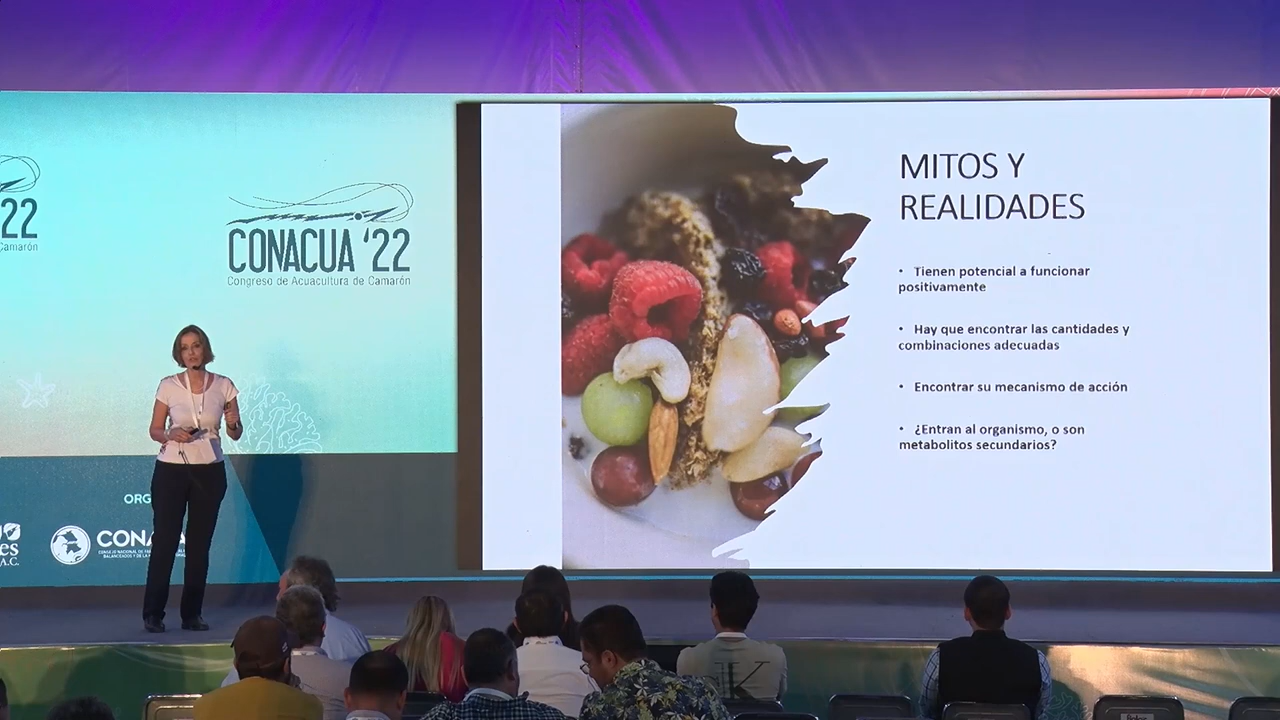 '22
Camarón
CONACUA '22
Congreso de Acuacultura de Camarón
MITOS Y
REALIDADES
• Tienen potencial a funcionar
positivamente
• Hay que encontrar las cantidades y
combinaciones adecuadas
• Encontrar su mecanismo de acción
• ¿Entran al organismo, o son
metabolitos secundarios?
ORG
es
A.C.
CONA
K